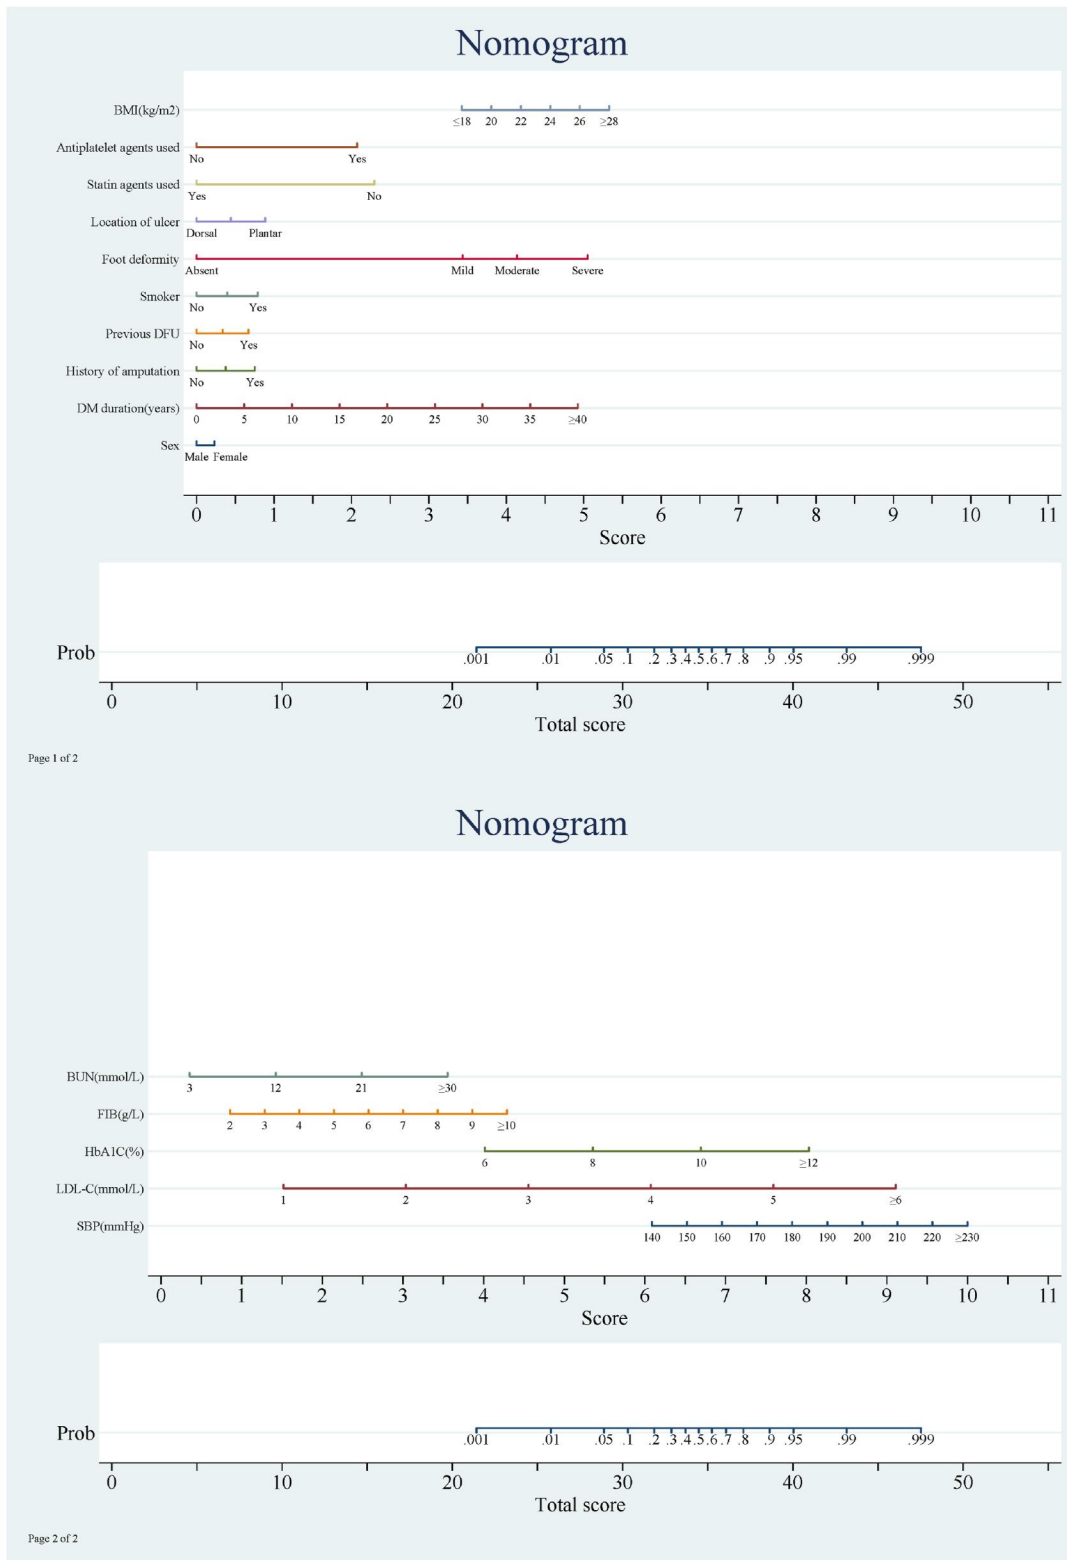 Nomogram
BMI(kg/m2)
≤18 20 22 24 26 ≥28
Antiplatelet agents used
No Yes
Statin agents used
Yes No
Location of ulcer
Dorsal Plantar
Foot deformity
Absent Mild Moderate Severe
Smoker
No Yes
Previous DFU
No Yes
History of amputation
No Yes
DM duration(years)
0 5 10 15 20 25 30 35 ≥40
Sex
Male Female
0 1 2 3 4 5 6 7 8 9 10 11
Score
Prob
.001 .01 .05 .1 .2 .3 .4 .5 .6 .7 .8 .9 .95 .99 .999
0 10 20 30 40 50
Total score
Page 1 of 2
Nomogram
BUN(mmol/L)
3 12 21 ≥30
FIB(g/L)
2 3 4 5 6 7 8 9 ≥10
HbA1C(%)
6 8 10 ≥12
LDL-C(mmol/L)
1 2 3 4 5 ≥6
SBP(mmHg)
140 150 160 170 180 190 200 210 220 ≥230
0 1 2 3 4 5 6 7 8 9 10 11
Score
Prob
.001 .01 .05 .1 .2 .3 .4 .5 .6 .7 .8 .9 .95 .99 .999
0 10 20 30 40 50
Total score
Page 2 of 2